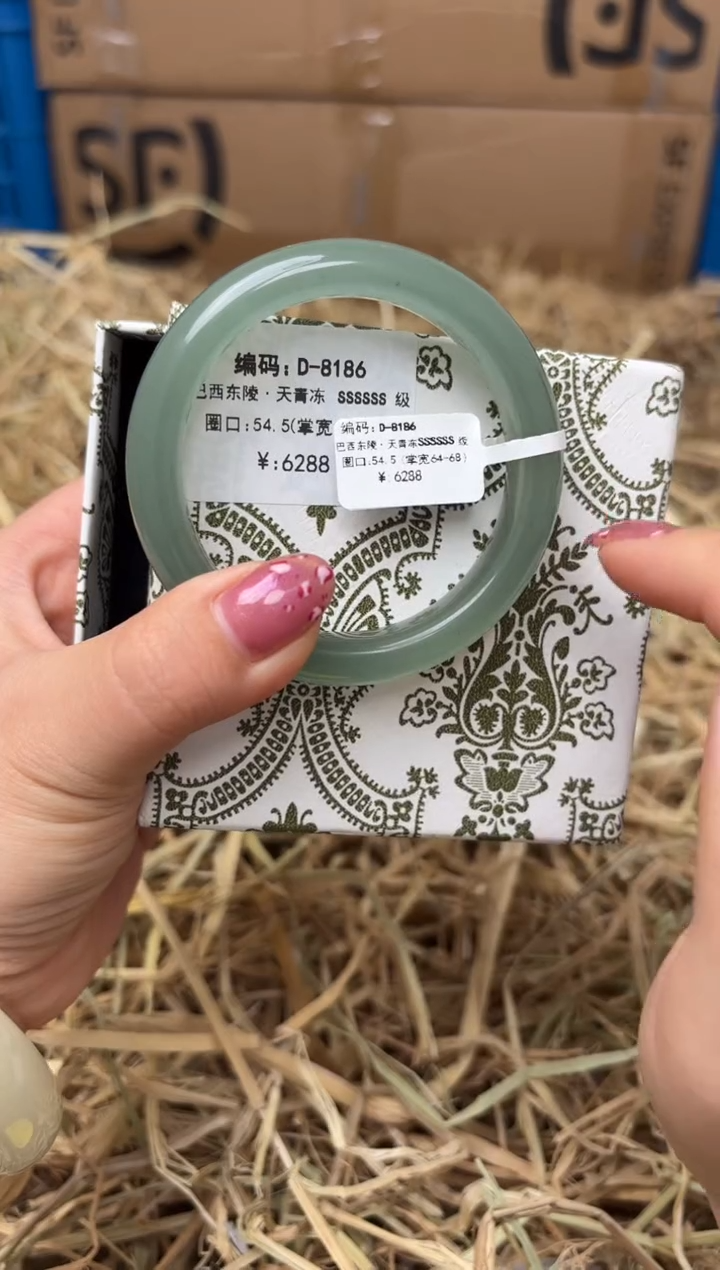 SF
SF
编码:D-8186
巴西东陵·天青冻 SSSSSS 级
圈口:54.5(掌宽
¥:6288
编码:D-8186
巴西东陵·天青冻SSSSSS 级
圈口:54.5 (掌宽64-68)
¥: 6288